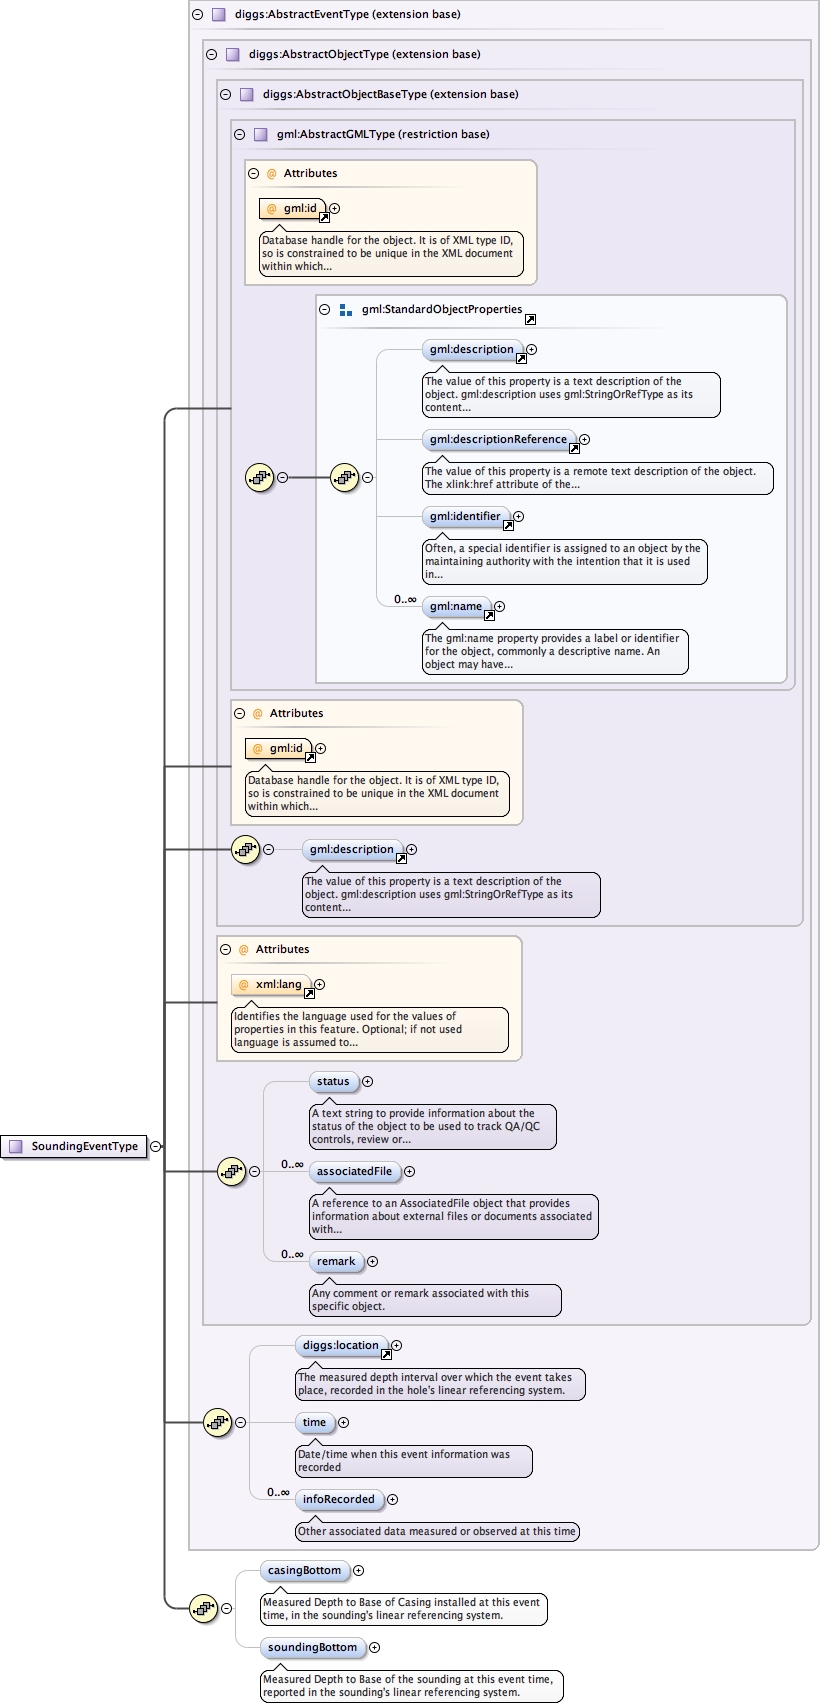 diggs:AbstractEventType (extension base)
diggs:AbstractObjectType (extension base)
diggs:AbstractObjectBaseType (extension base)
gml:AbstractGMLType (restriction base)
@ Attributes
@ gml:id
Database handle for the object. It is of XML type ID,
so is constrained to be unique in the XML document
within which...
gml:StandardObjectProperties
gml:description
The value of this property is a text description of the
object. gml:description uses gml:StringOrRefType as its
content...
gml:descriptionReference
The value of this property is a remote text description of the object.
The xlink:href attribute of the...
gml:identifier
Often, a special identifier is assigned to an object by the
maintaining authority with the intention that it is used
in...
0..∞
gml:name
The gml:name property provides a label or identifier
for the object, commonly a descriptive name. An
object may have...
@ Attributes
@ gml:id
Database handle for the object. It is of XML type ID,
so is constrained to be unique in the XML document
within which...
gml:description
The value of this property is a text description of the
object. gml:description uses gml:StringOrRefType as its
content...
@ Attributes
@ xml:lang
Identifies the language used for the values of
properties in this feature. Optional; if not used
language is assumed to...
status
A text string to provide information about the
status of the object to be used to track QA/QC
controls, review or...
SoundingEventType
0..∞
associatedFile
A reference to an AssociatedFile object that provides
information about external files or documents associated
with...
0..∞
remark
Any comment or remark associated with this
specific object.
diggs:location
The measured depth interval over which the event takes
place, recorded in the hole's linear referencing system.
time
Date/time when this event information was
recorded
0..∞
infoRecorded
Other associated data measured or observed at this time
casingBottom
Measured Depth to Base of Casing installed at this event
time, in the sounding's linear referencing system.
soundingBottom
Measured Depth to Base of the sounding at this event time,
reported in the sounding's linear referencing system.